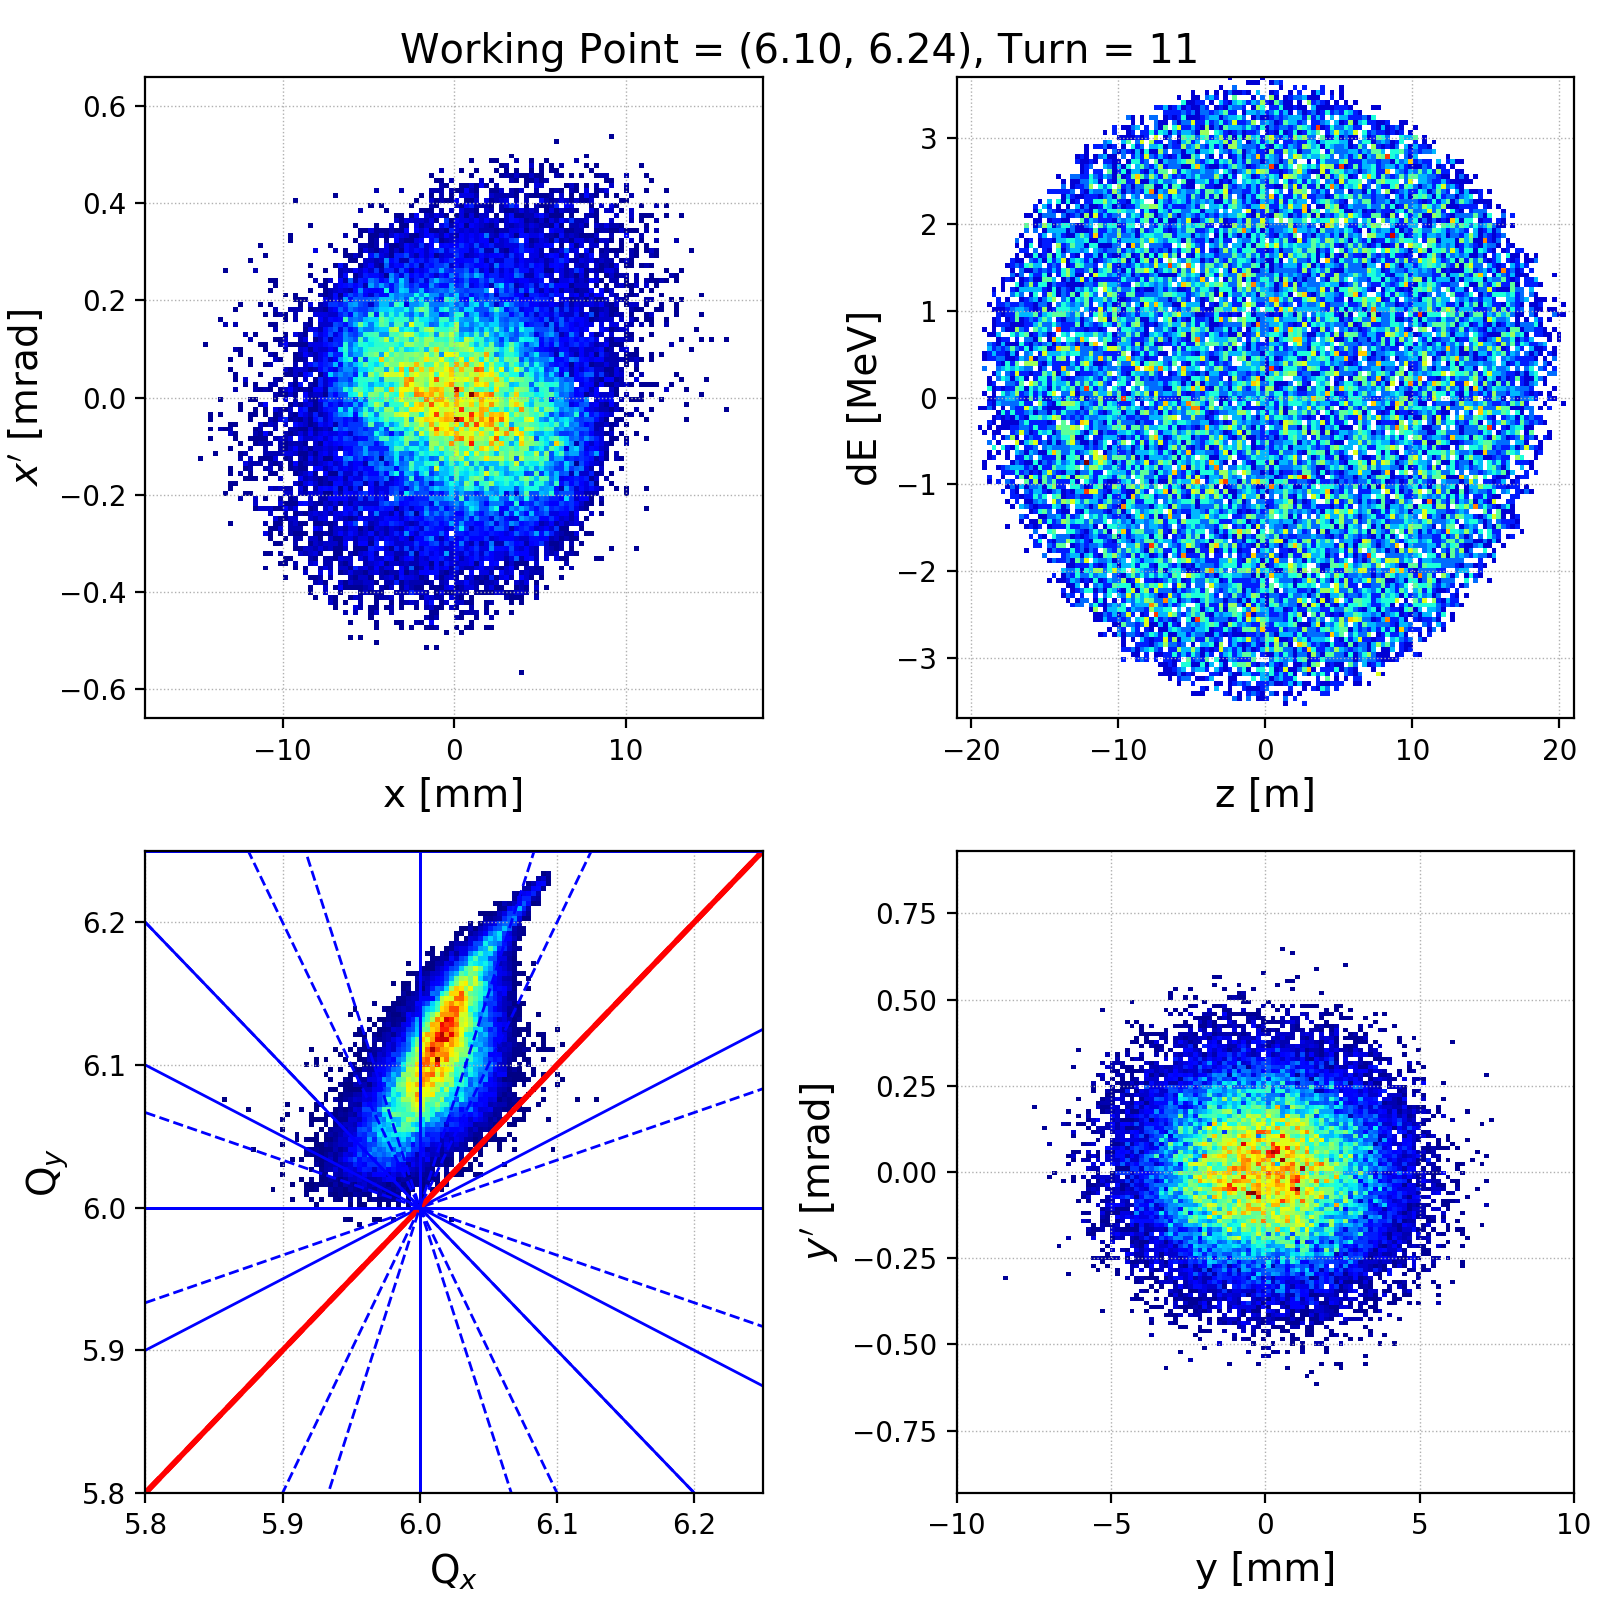 Working Point = (6.10, 6.24), Turn = 11
0.6
0.4
0.2
0.0
−0.2
−0.4
−0.6
x′ [mrad]
−10 0 10
x [mm]
3
2
1
0
−1
−2
−3
dE [MeV]
−20 −10 0 10 20
z [m]
6.2
6.1
6.0
5.9
5.8
Qy
5.8 5.9 6.0 6.1 6.2
Qx
0.75
0.50
0.25
0.00
−0.25
−0.50
−0.75
y′ [mrad]
−10 −5 0 5 10
y [mm]